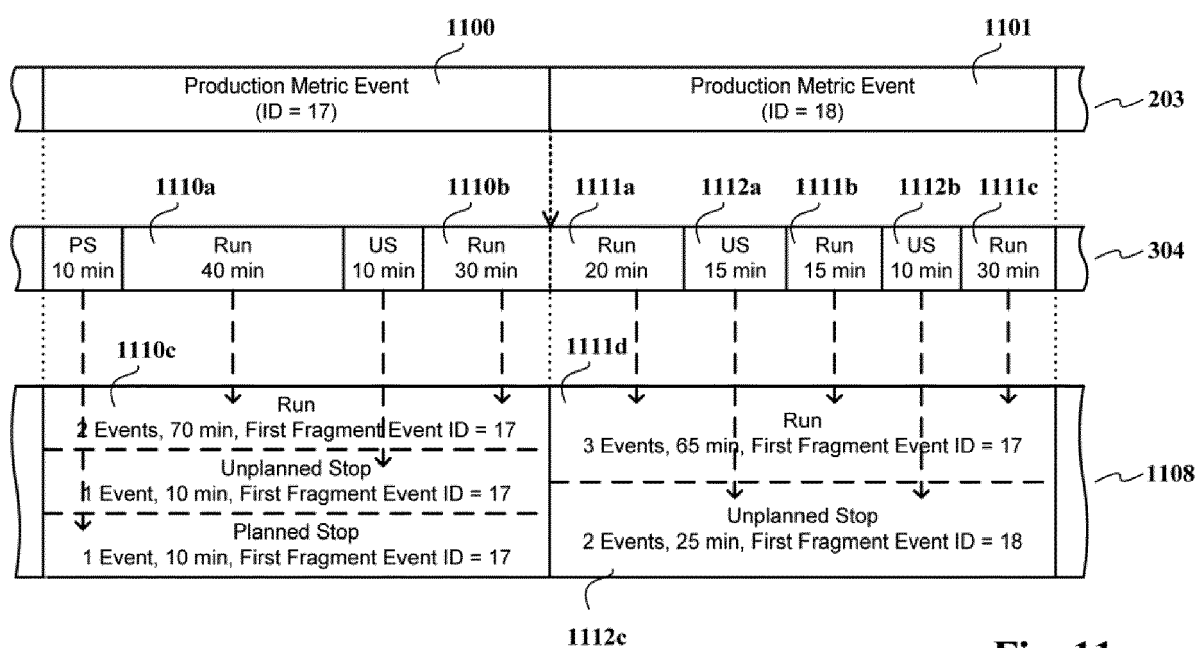 1100
1101
Production Metric Event
(ID = 17)
Production Metric Event
(ID = 18)
203
1110a
1110b
1111a
1112a
1111b
1112b
1111c
PS
10 min
Run
40 min
US
10 min
Run
30 min
Run
20 min
US
15 min
Run
15 min
US
10 min
Run
30 min
304
1110c
1111d
Run
2 Events, 70 min, First Fragment Event ID = 17
Unplanned Stop
1 Event, 10 min, First Fragment Event ID = 17
Planned Stop
1 Event, 10 min, First Fragment Event ID = 17
Run
3 Events, 65 min, First Fragment Event ID = 17
Unplanned Stop
2 Events, 25 min, First Fragment Event ID = 18
1108
1112c